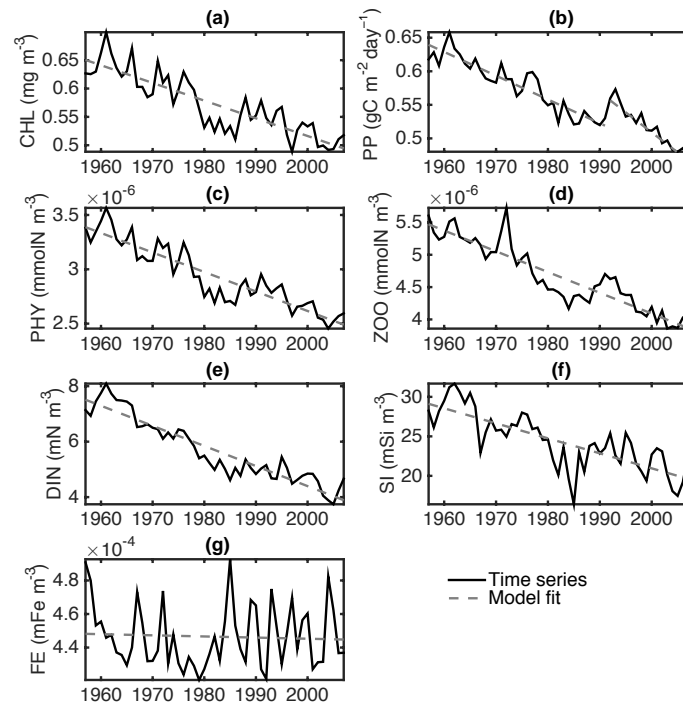 (a)
CHL (mg m⁻³)
0.65
0.6
0.55
0.5
1960 1970 1980 1990 2000
(b)
PP (gC m⁻² day⁻¹)
0.65
0.6
0.55
0.5
1960 1970 1980 1990 2000
(c)
×10⁻⁶
PHY (mmolN m⁻³)
3.5
3
2.5
1960 1970 1980 1990 2000
(d)
×10⁻⁶
ZOO (mmolN m⁻³)
5.5
5
4.5
4
1960 1970 1980 1990 2000
(e)
DIN (mN m⁻³)
8
6
4
1960 1970 1980 1990 2000
(f)
SI (mSi m⁻³)
30
25
20
1960 1970 1980 1990 2000
(g)
×10⁻⁴
FE (mFe m⁻³)
4.8
4.6
4.4
1960 1970 1980 1990 2000
Time series
Model fit